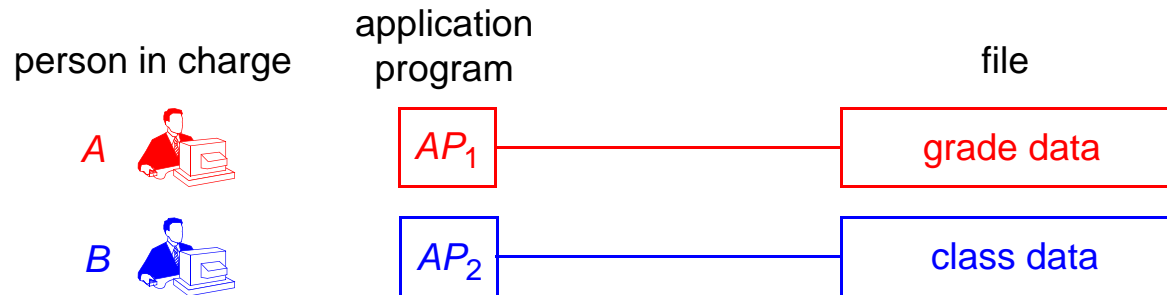 application
person in charge program file
A AP₁ grade data
B AP₂ class data